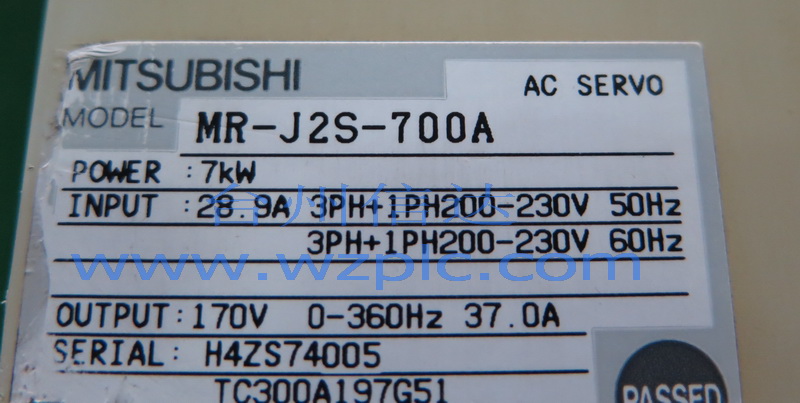 MITSUBISHI
AC SERVO
MODEL MR-J2S-700A
POWER : 7kW
INPUT : 28.9A 3PH+1PH200-230V 50Hz
3PH+1PH200-230V 60Hz
www.wzplc.com
OUTPUT: 170V 0-360Hz 37.0A
SERIAL: H4ZS74005
TC300A197G51
PASSED